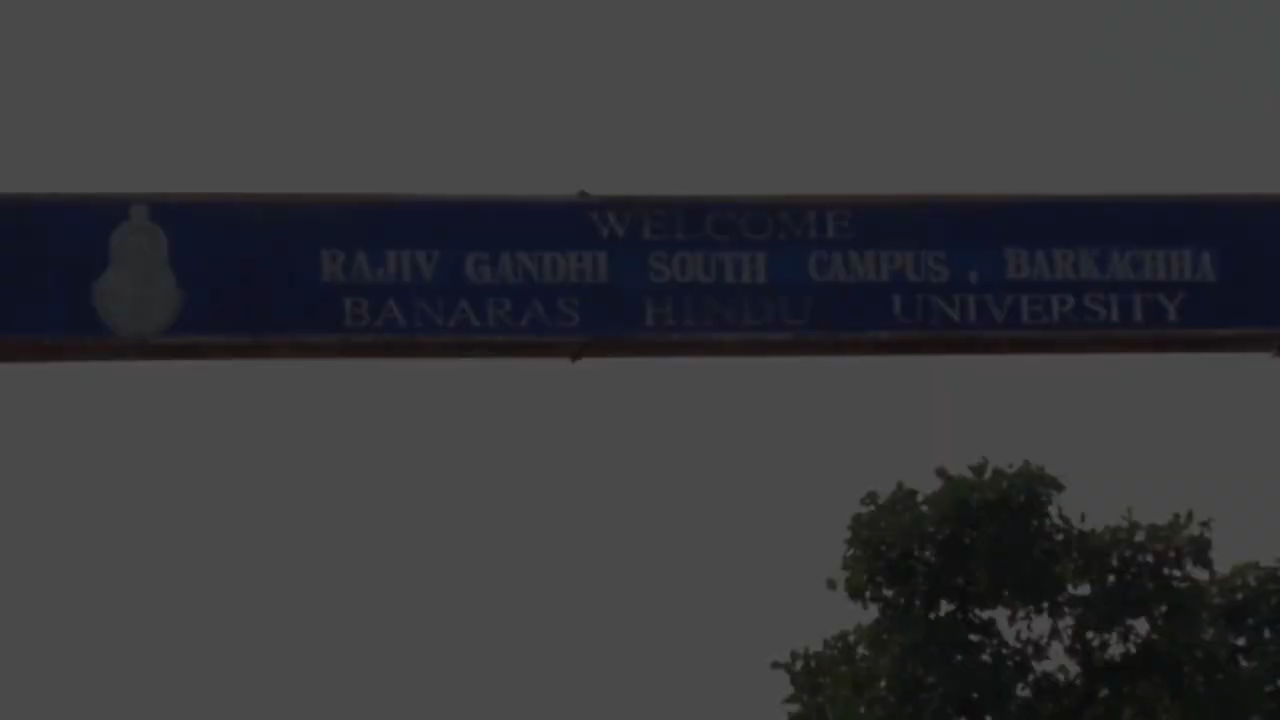 WELCOME
RAJIV GANDHI SOUTH CAMPUS , BARKACHHA
BANARAS HINDU UNIVERSITY